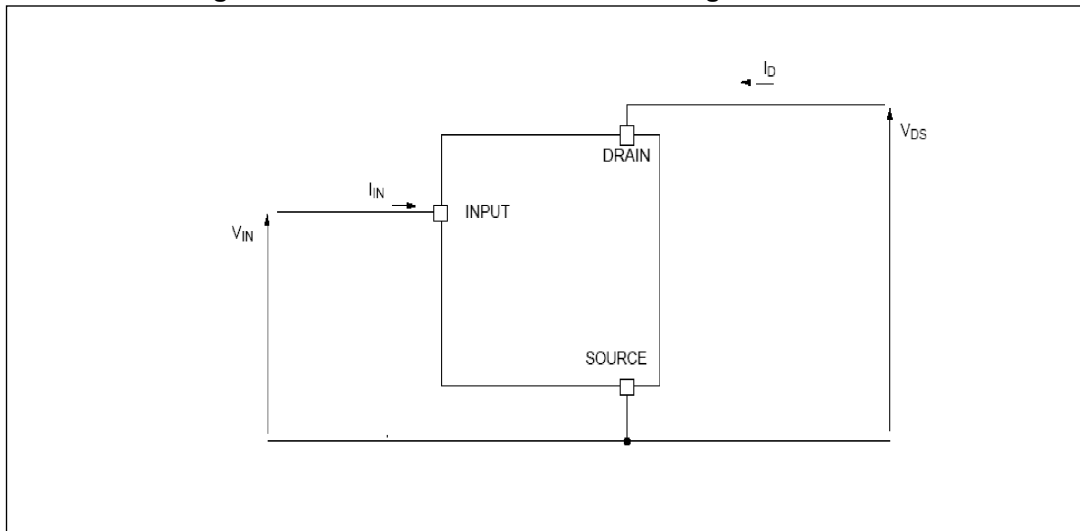 I_D
V_DS
DRAIN
I_IN
INPUT
V_IN
SOURCE